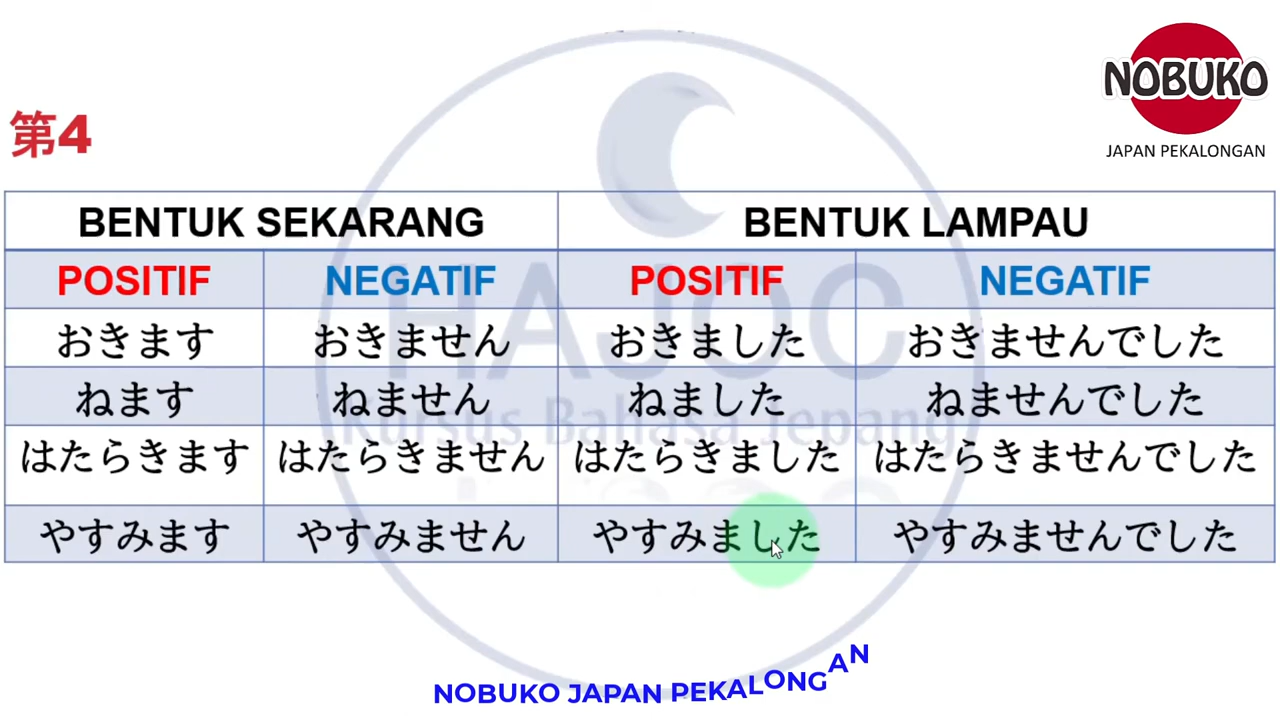 NOBUKO
JAPAN PEKALONGAN
第4
BENTUK SEKARANG BENTUK LAMPAU
POSITIF NEGATIF POSITIF NEGATIF
おきます おきません おきました おきませんでした
ねます ねません ねました ねませんでした
はたらきます はたらきません はたらきました はたらきませんでした
やすみます やすみません やすみました やすみませんでした
HAJOC
Kursus Bahasa Jepang
NOBUKO JAPAN PEKALONGAN